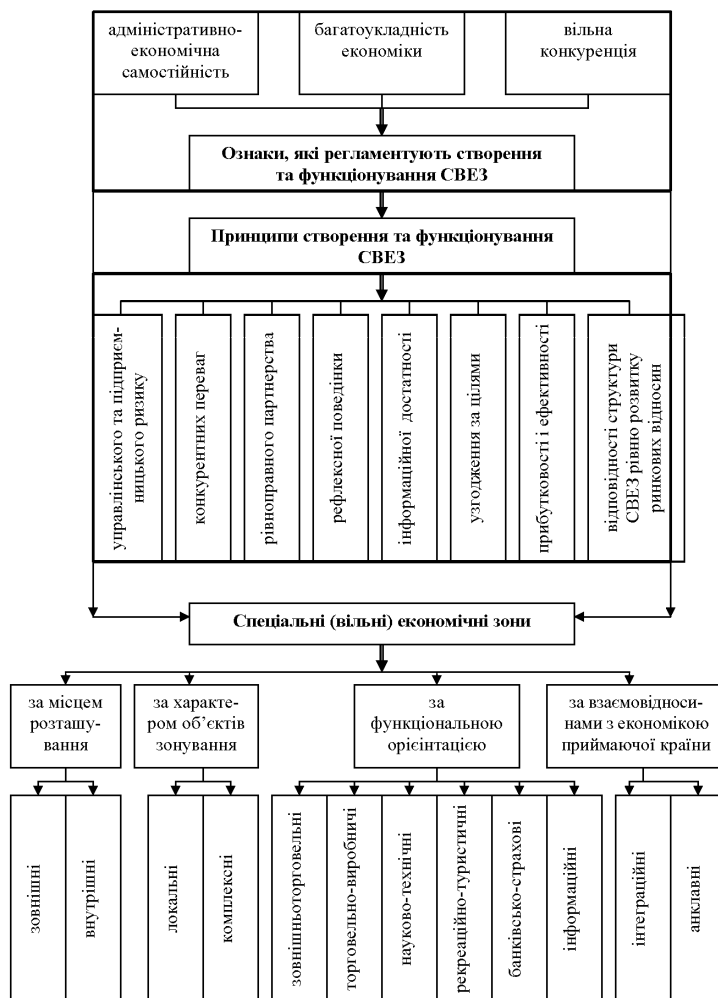 адміністративно-
економічна
самостійність
багатоукладність
економіки
вільна
конкуренція
Ознаки, які регламентують створення
та функціонування СВЕЗ
Принципи створення та функціонування
СВЕЗ
управлінського та підприєм-
ницького ризику
конкурентних переваг
рівноправного партнерства
рефлексної поведінки
інформаційної достатності
узгодження за цілями
прибутковості і ефективності
відповідності структури
СВЕЗ рівню розвитку
ринкових відносин
Спеціальні (вільні) економічні зони
за місцем
розташу-
вання
за характе-
ром об’єктів
зонування
за
функціональною
орієінтацією
за взаємовідноси-
нами з економікою
приймаючої країни
зовнішні
внутрішні
локальні
комплексні
зовнішньоторговельні
торговельно-виробничі
науково-технічні
рекреаційно-туристичні
банківсько-страхові
інформаційні
інтеграційні
анклавні